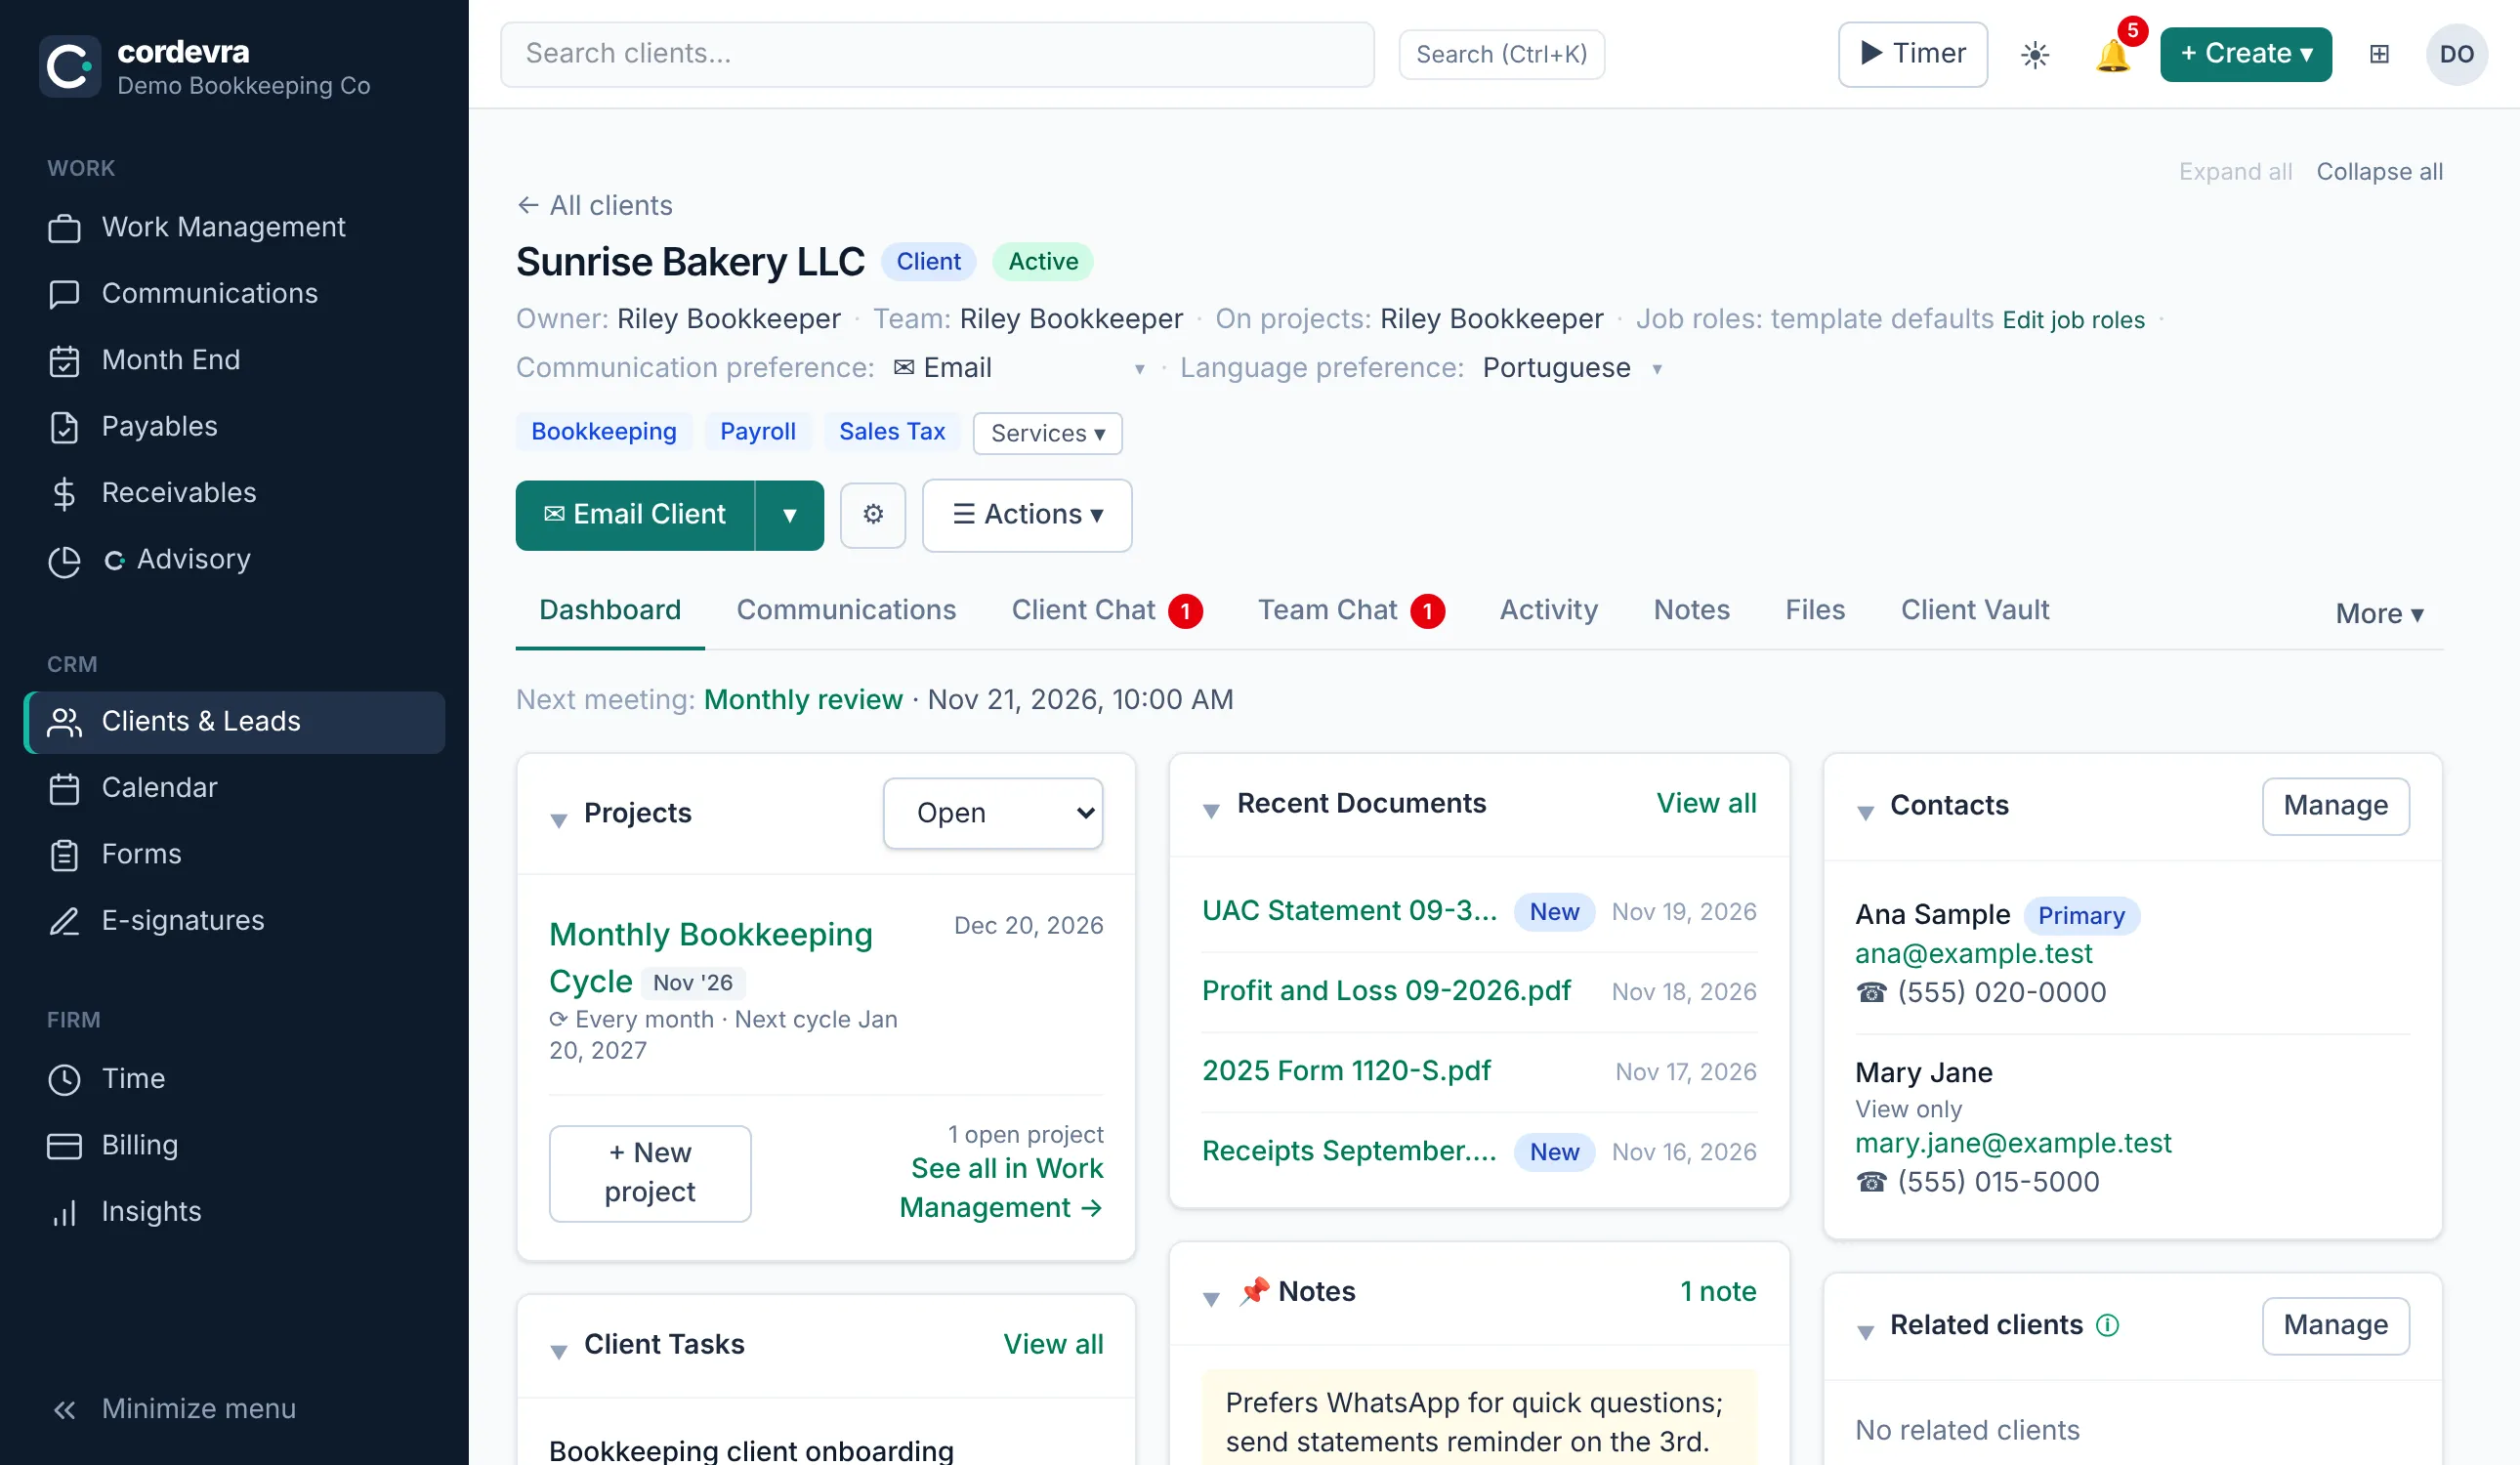 cordevra
Demo Bookkeeping Co
WORK
Work Management
Communications
Month End
Payables
Receivables
Advisory
CRM
Clients & Leads
Calendar
Forms
E-signatures
FIRM
Time
Billing
Insights
Minimize menu
Search clients...
Search (Ctrl+K)
▶ Timer
5
+ Create ▾
DO
Expand all Collapse all
← All clients
Sunrise Bakery LLC Client Active
Owner: Riley Bookkeeper · Team: Riley Bookkeeper · On projects: Riley Bookkeeper · Job roles: template defaults Edit job roles ·
Communication preference: ✉ Email ▾ · Language preference: Portuguese ▾
Bookkeeping Payroll Sales Tax Services ▾
✉ Email Client ▾ ⚙ ☰ Actions ▾
Dashboard Communications Client Chat 1 Team Chat 1 Activity Notes Files Client Vault More ▾
Next meeting: Monthly review · Nov 21, 2026, 10:00 AM
Projects Open
Monthly Bookkeeping Dec 20, 2026
Cycle Nov '26
⟳ Every month · Next cycle Jan
20, 2027
+ New
project
1 open project
See all in Work
Management →
Client Tasks View all
Bookkeeping client onboarding
Recent Documents View all
UAC Statement 09-3... New Nov 19, 2026
Profit and Loss 09-2026.pdf Nov 18, 2026
2025 Form 1120-S.pdf Nov 17, 2026
Receipts September.... New Nov 16, 2026
📌 Notes 1 note
Prefers WhatsApp for quick questions;
send statements reminder on the 3rd.
Contacts Manage
Ana Sample Primary
ana@example.test
☎ (555) 020-0000
Mary Jane
View only
mary.jane@example.test
☎ (555) 015-5000
Related clients ⓘ Manage
No related clients